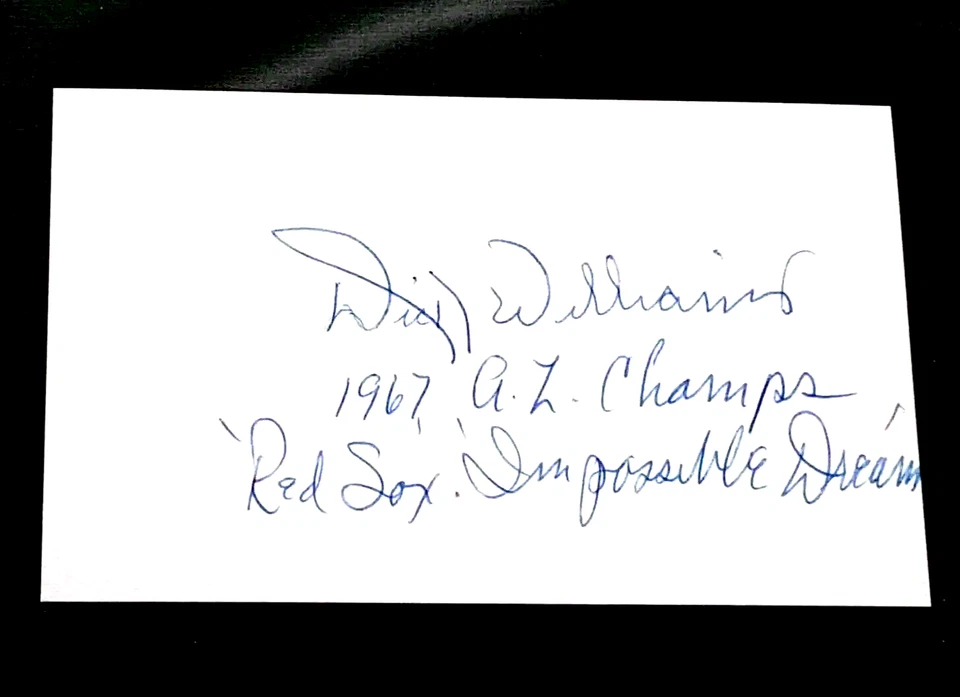 Dick Williams
1967 A.L. Champs
'Red Sox' 'Impossible Dream'